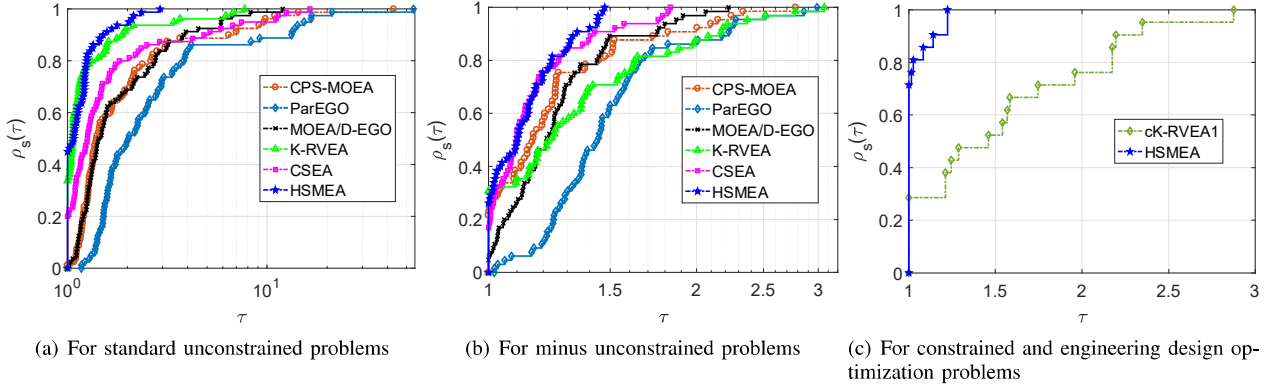 1
0.8
0.6
0.4
0.2
0
ρs(τ)
10^0
10^1
τ
CPS-MOEA
ParEGO
MOEA/D-EGO
K-RVEA
CSEA
HSMEA
(a) For standard unconstrained problems
1
0.8
0.6
0.4
0.2
0
ρs(τ)
1
1.5
2
2.5
3
τ
CPS-MOEA
ParEGO
MOEA/D-EGO
K-RVEA
CSEA
HSMEA
(b) For minus unconstrained problems
1
0.8
0.6
0.4
0.2
0
ρs(τ)
1
1.5
2
2.5
3
τ
cK-RVEA1
HSMEA
(c) For constrained and engineering design op-
timization problems